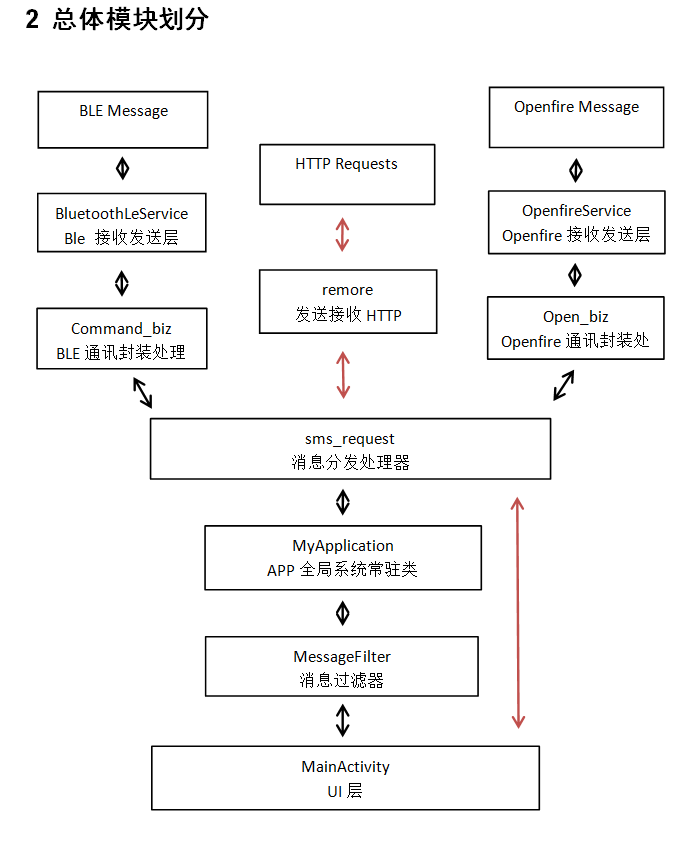 2 总体模块划分
BLE Message
HTTP Requests
Openfire Message
BluetoothLeService
Ble 接收发送层
OpenfireService
Openfire 接收发送层
remore
发送接收 HTTP
Command_biz
BLE 通讯封装处理
Open_biz
Openfire 通讯封装处
sms_request
消息分发处理器
MyApplication
APP 全局系统常驻类
MessageFilter
消息过滤器
MainActivity
UI 层